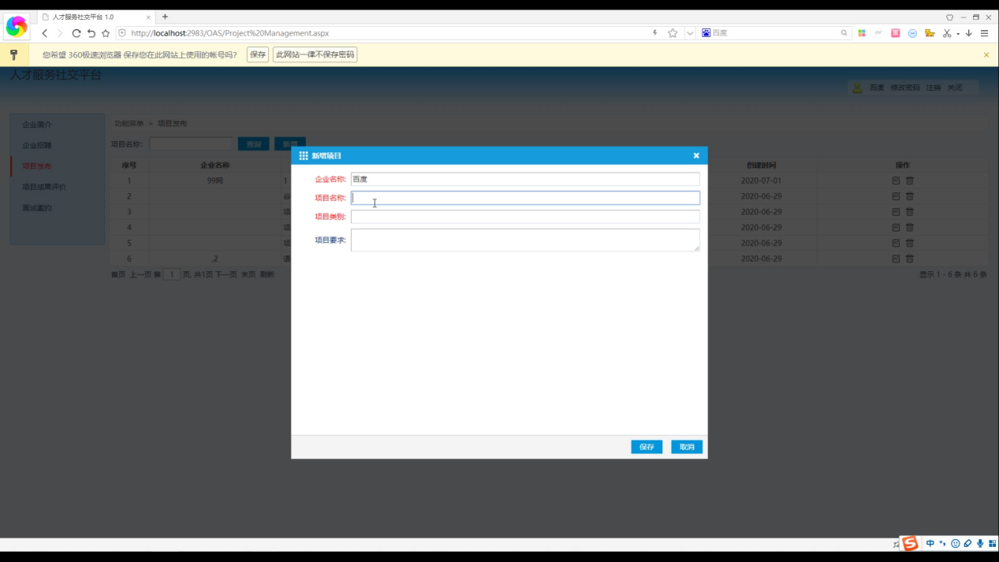 人才服务社交平台 1.0
http://localhost:2983/OAS/Project%20Management.aspx
百度
您希望 360极速浏览器 保存您在此网站上使用的帐号吗? 保存 此网站一律不保存密码
人才服务社交平台
百度 修改密码 注销 关闭
企业简介
企业招聘
项目发布
项目成果评价
面试邀约
功能菜单 > 项目发布
项目名称: 查询 新增
序号 企业名称 创建时间 操作
1 99网 1 2020-07-01
2 2020-06-29
3 项 2020-06-29
4 项 2020-06-29
5 项 2020-06-29
6 ,2 2020-06-29
首页 上一页 第 1 页, 共1页 下一页 末页 刷新 显示 1 - 6 条 共 6 条
新增项目
企业名称: 百度
项目名称:
项目类别:
项目要求:
保存 取消
中